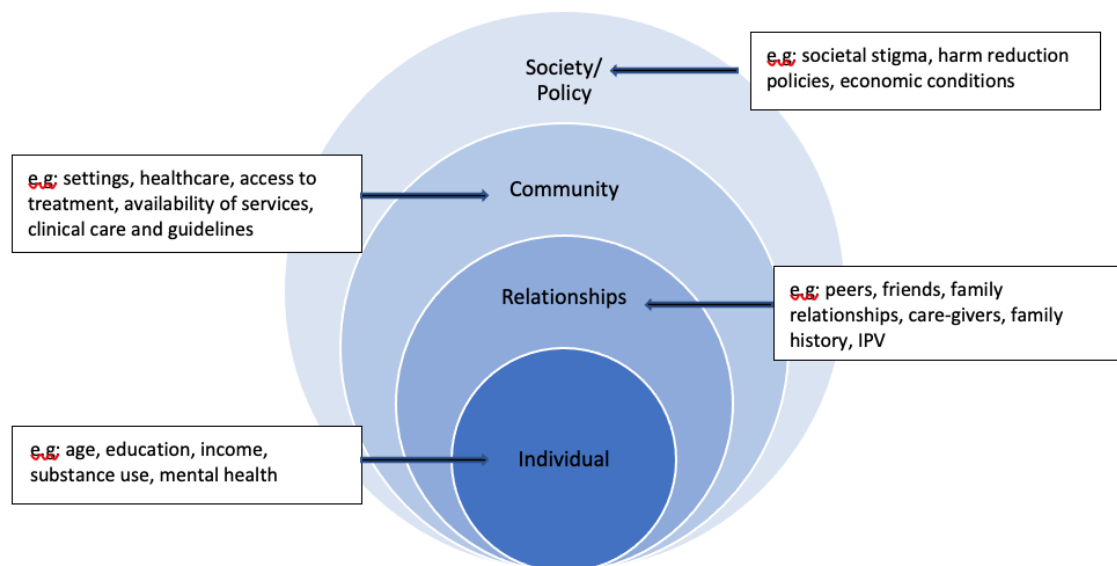 Society/
Policy
e.g: societal stigma, harm reduction
policies, economic conditions
e.g: settings, healthcare, access to
treatment, availability of services,
clinical care and guidelines
Community
Relationships
e.g: peers, friends, family
relationships, care-givers, family
history, IPV
e.g: age, education, income,
substance use, mental health
Individual